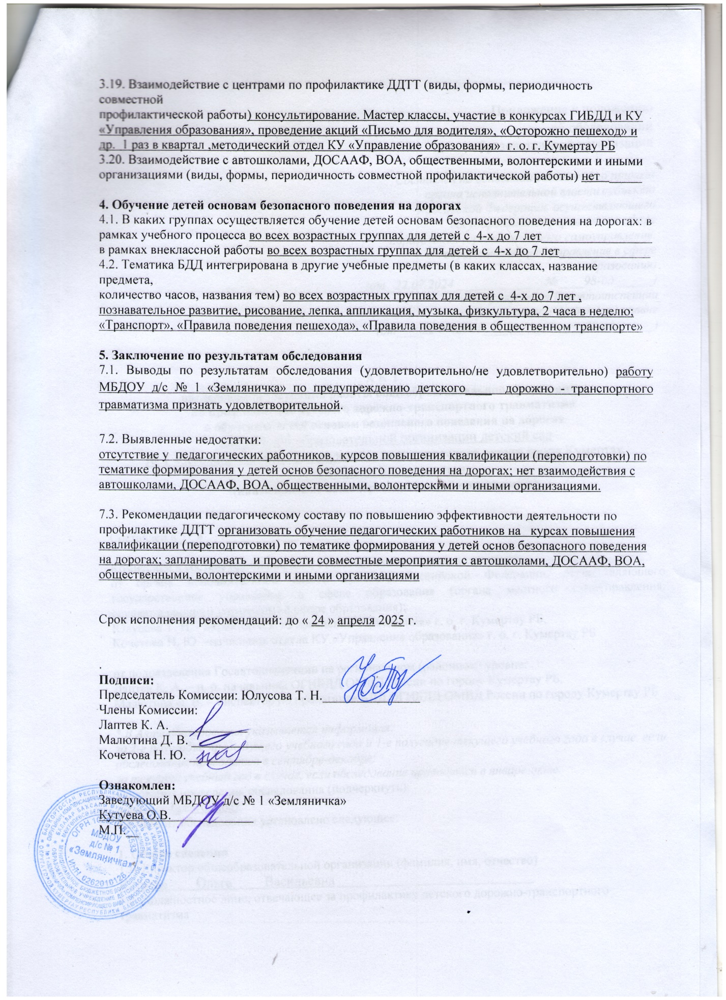 3.19. Взаимодействие с центрами по профилактике ДДТТ (виды, формы, периодичность
совместной
профилактической работы) консультирование. Мастер классы, участие в конкурсах ГИБДД и КУ
«Управления образования», проведение акций «Письмо для водителя», «Осторожно пешеход» и
др. 1 раз в квартал ,методический отдел КУ «Управление образования» г. о. г. Кумертау РБ
3.20. Взаимодействие с автошколами, ДОСААФ, ВОА, общественными, волонтерскими и иными
организациями (виды, формы, периодичность совместной профилактической работы) нет _____
4. Обучение детей основам безопасного поведения на дорогах
4.1. В каких группах осуществляется обучение детей основам безопасного поведения на дорогах: в
рамках учебного процесса во всех возрастных группах для детей с 4-х до 7 лет
в рамках внеклассной работы во всех возрастных группах для детей с 4-х до 7 лет
4.2. Тематика БДД интегрирована в другие учебные предметы (в каких классах, название
предмета,
количество часов, названия тем) во всех возрастных группах для детей с 4-х до 7 лет ,
познавательное развитие, рисование, лепка, аппликация, музыка, физкультура, 2 часа в неделю;
«Транспорт», «Правила поведения пешехода», «Правила поведения в общественном транспорте»
5. Заключение по результатам обследования
7.1. Выводы по результатам обследования (удовлетворительно/не удовлетворительно) работу
МБДОУ д/с № 1 «Земляничка» по предупреждению детского____ дорожно - транспортного
травматизма признать удовлетворительной.
7.2. Выявленные недостатки:
отсутствие у педагогических работников, курсов повышения квалификации (переподготовки) по
тематике формирования у детей основ безопасного поведения на дорогах; нет взаимодействия с
автошколами, ДОСААФ, ВОА, общественными, волонтерскими и иными организациями.
7.3. Рекомендации педагогическому составу по повышению эффективности деятельности по
профилактике ДДТТ организовать обучение педагогических работников на курсах повышения
квалификации (переподготовки) по тематике формирования у детей основ безопасного поведения
на дорогах; запланировать и провести совместные мероприятия с автошколами, ДОСААФ, ВОА,
общественными, волонтерскими и иными организациями
Срок исполнения рекомендаций: до « 24 » апреля 2025 г.
.
Подписи:
Председатель Комиссии: Юлусова Т. Н.
Члены Комиссии:
Лаптев К. А.
Малютина Д. В.
Кочетова Н. Ю.
Ознакомлен:
Заведующий МБДОУ д/с № 1 «Земляничка»
Кутуева О.В.
М.П.__
МБДОУ
д/с № 1
«Земляничка»
ИНН 0262010126